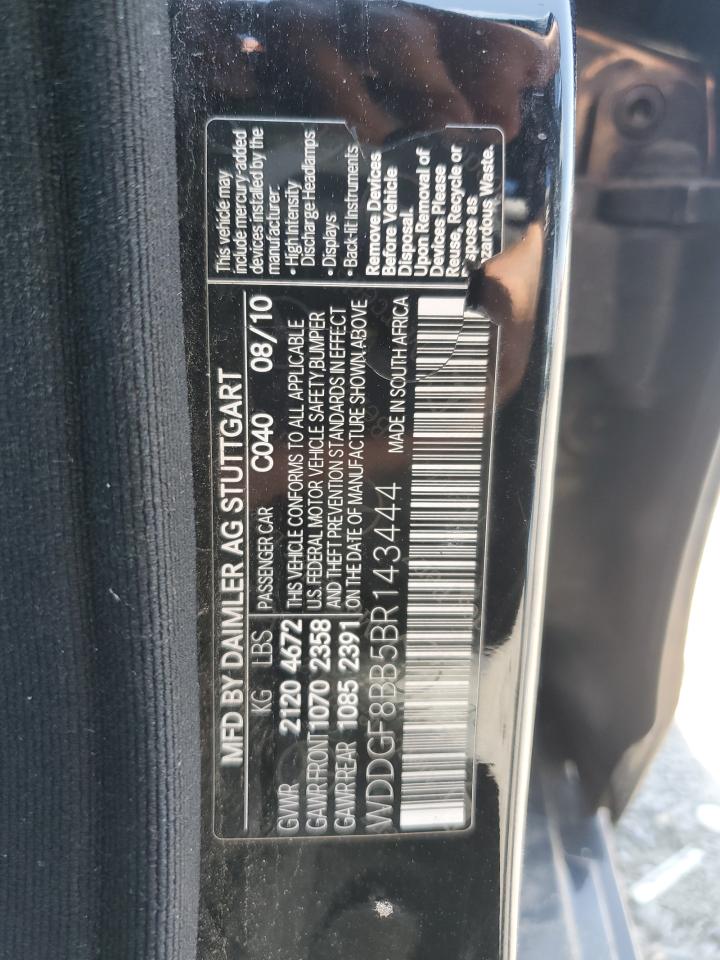 MFD BY DAIMLER AG STUTTGART
KG LBS PASSENGER CAR C040 08/10
GVWR 2120 4672
GAWR FRONT 1070 2358
GAWR REAR 1085 2391
THIS VEHICLE CONFORMS TO ALL APPLICABLE
U.S. FEDERAL MOTOR VEHICLE SAFETY, BUMPER
AND THEFT PREVENTION STANDARDS IN EFFECT
ON THE DATE OF MANUFACTURE SHOWN ABOVE
WDDGF8BB5BR143444 MADE IN SOUTH AFRICA
This vehicle may
include mercury-added
devices installed by the
manufacturer:
• High Intensity
Discharge Headlamps
• Displays
• Back-lit Instruments
Remove Devices
Before Vehicle
Disposal.
Upon Removal of
Devices Please
Reuse, Recycle or
as
Waste.